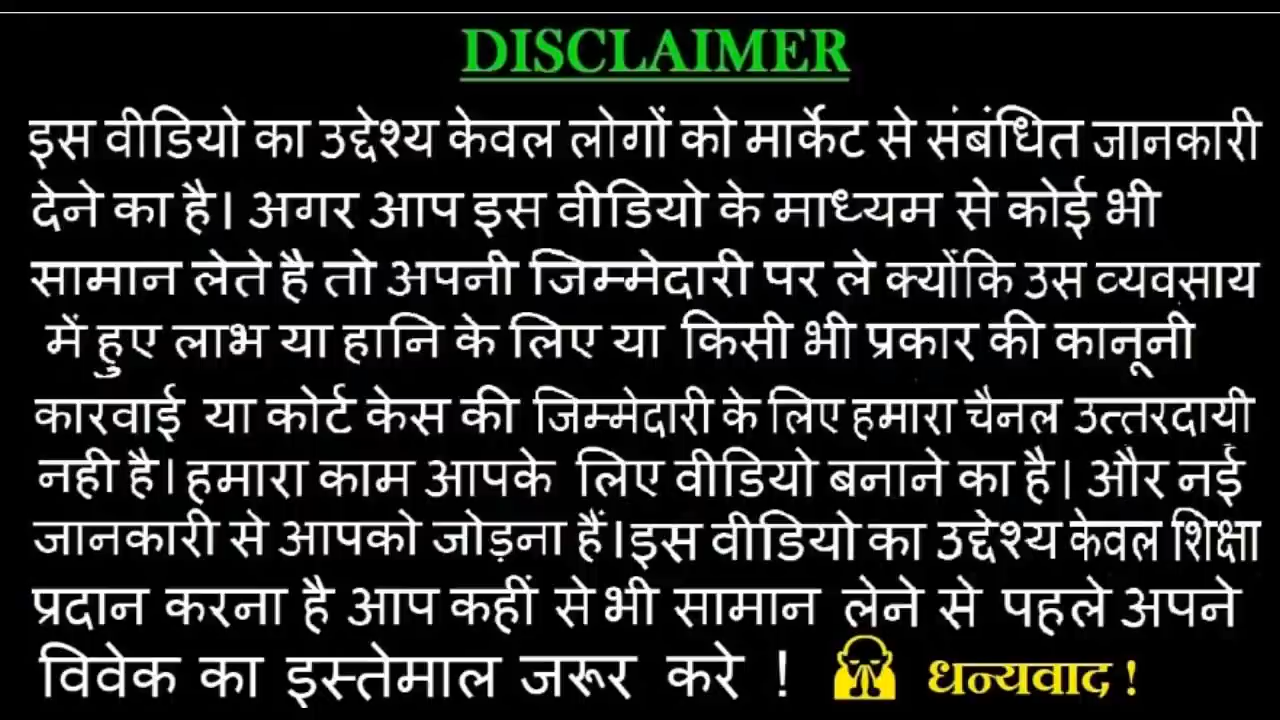 DISCLAIMER
इस वीडियो का उद्देश्य केवल लोगों को मार्केट से संबंधित जानकारी
देने का है। अगर आप इस वीडियो के माध्यम से कोई भी
सामान लेते है तो अपनी जिम्मेदारी पर ले क्योंकि उस व्यवसाय
में हुए लाभ या हानि के लिए या किसी भी प्रकार की कानूनी
कारवाई या कोर्ट केस की जिम्मेदारी के लिए हमारा चैनल उत्तरदायी
नही है। हमारा काम आपके लिए वीडियो बनाने का है। और नई
जानकारी से आपको जोड़ना हैं।इस वीडियो का उद्देश्य केवल शिक्षा
प्रदान करना है आप कहीं से भी सामान लेने से पहले अपने
विवेक का इस्तेमाल जरूर करे ! धन्यवाद !